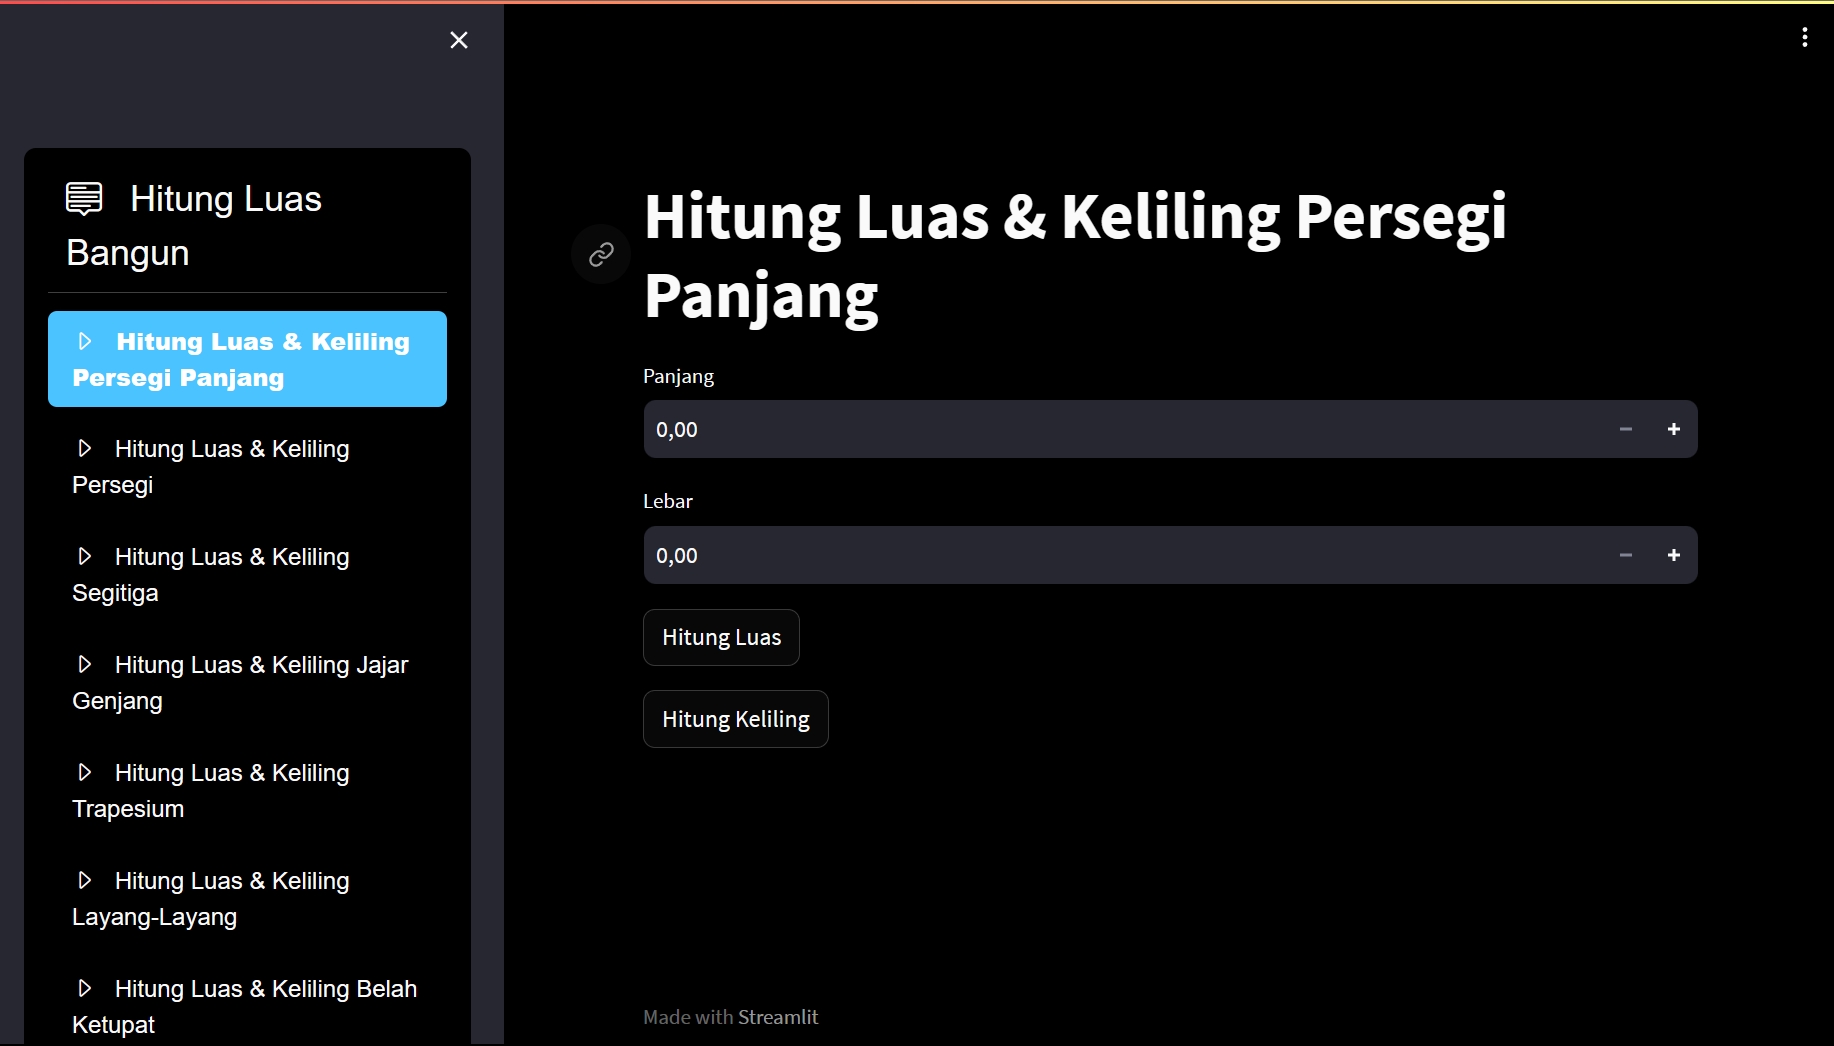 Hitung Luas
Bangun
Hitung Luas & Keliling
Persegi Panjang
Hitung Luas & Keliling
Persegi
Hitung Luas & Keliling
Segitiga
Hitung Luas & Keliling Jajar
Genjang
Hitung Luas & Keliling
Trapesium
Hitung Luas & Keliling
Layang-Layang
Hitung Luas & Keliling Belah
Ketupat
Hitung Luas & Keliling Persegi
Panjang
Panjang
0,00
Lebar
0,00
Hitung Luas
Hitung Keliling
Made with Streamlit